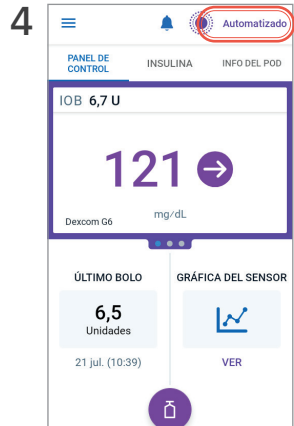 4
Automatizado
PANEL DE
CONTROL
INSULINA
INFO DEL POD
IOB 6,7 U
121
mg/dL
Dexcom G6
ÚLTIMO BOLO
GRÁFICA DEL SENSOR
6,5
Unidades
21 jul. (10:39)
VER